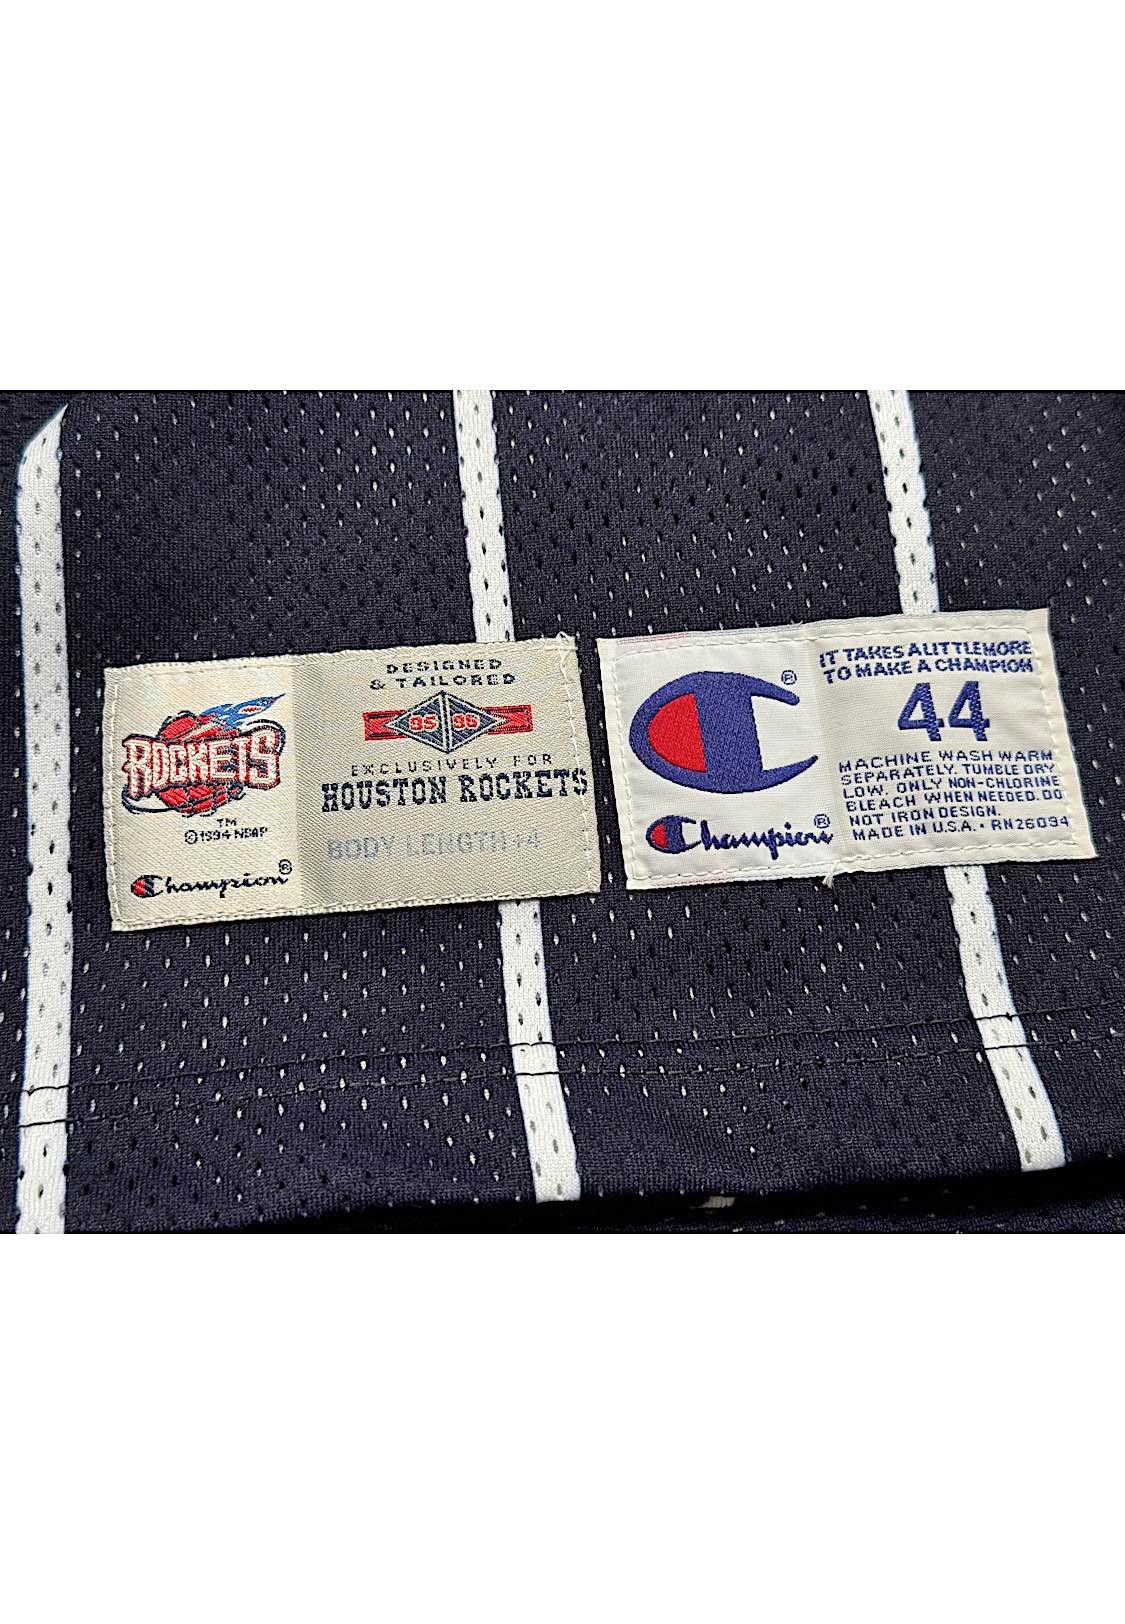 ROCKETS
TM
©1994 NBAP
Champion®
DESIGNED
& TAILORED
95 96
EXCLUSIVELY FOR
HOUSTON ROCKETS
BODY LENGTH +4
®
Champion®
IT TAKES A LITTLE MORE
TO MAKE A CHAMPION
44
MACHINE WASH WARM
SEPARATELY. TUMBLE DRY
LOW. ONLY NON-CHLORINE
BLEACH WHEN NEEDED. DO
NOT IRON DESIGN.
MADE IN U.S.A. • RN26094